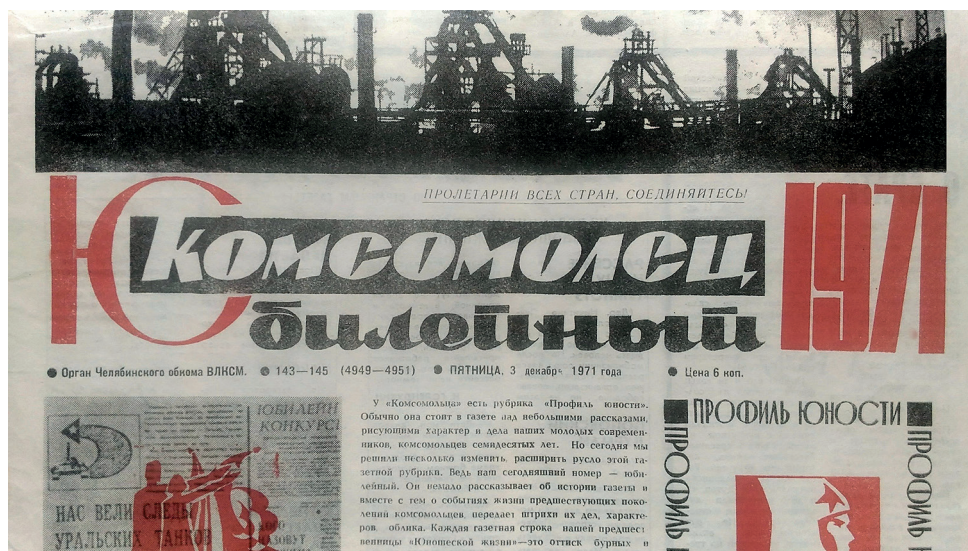 ПРОЛЕТАРИИ ВСЕХ СТРАН, СОЕДИНЯЙТЕСЬ!
Комсомолец
Юбилейный
1971
Орган Челябинского обкома ВЛКСМ. 143—145 (4949—4951) ПЯТНИЦА, 3 декабря 1971 года Цена 6 коп.
ЮБИЛЕЙН
КОНКУРС
НАС ВЕЛИ СЛЕДЫ
УРАЛЬСКИХ ТАНКОВ
У «Комсомольца» есть рубрика «Профиль юности».
Обычно она стоит в газете над небольшими рассказами,
рисующими характер и дела наших молодых современ-
ников, комсомольцев семидесятых лет. Но сегодня мы
решили несколько изменить, расширить русло этой га-
зетной рубрики. Ведь наш сегодняшний номер — юби-
лейный. Он немало рассказывает об истории газеты и
вместе с тем о событиях жизни предшествующих поко-
лений комсомольцев, передает штрихи их дел, характе-
ров, облика. Каждая газетная строка нашей предшест-
венницы «Юношеской жизни»—это оттиск бурных и
ПРОФИЛЬ ЮНОСТИ
ПРОФИЛЬ
ПРОФИЛЬ